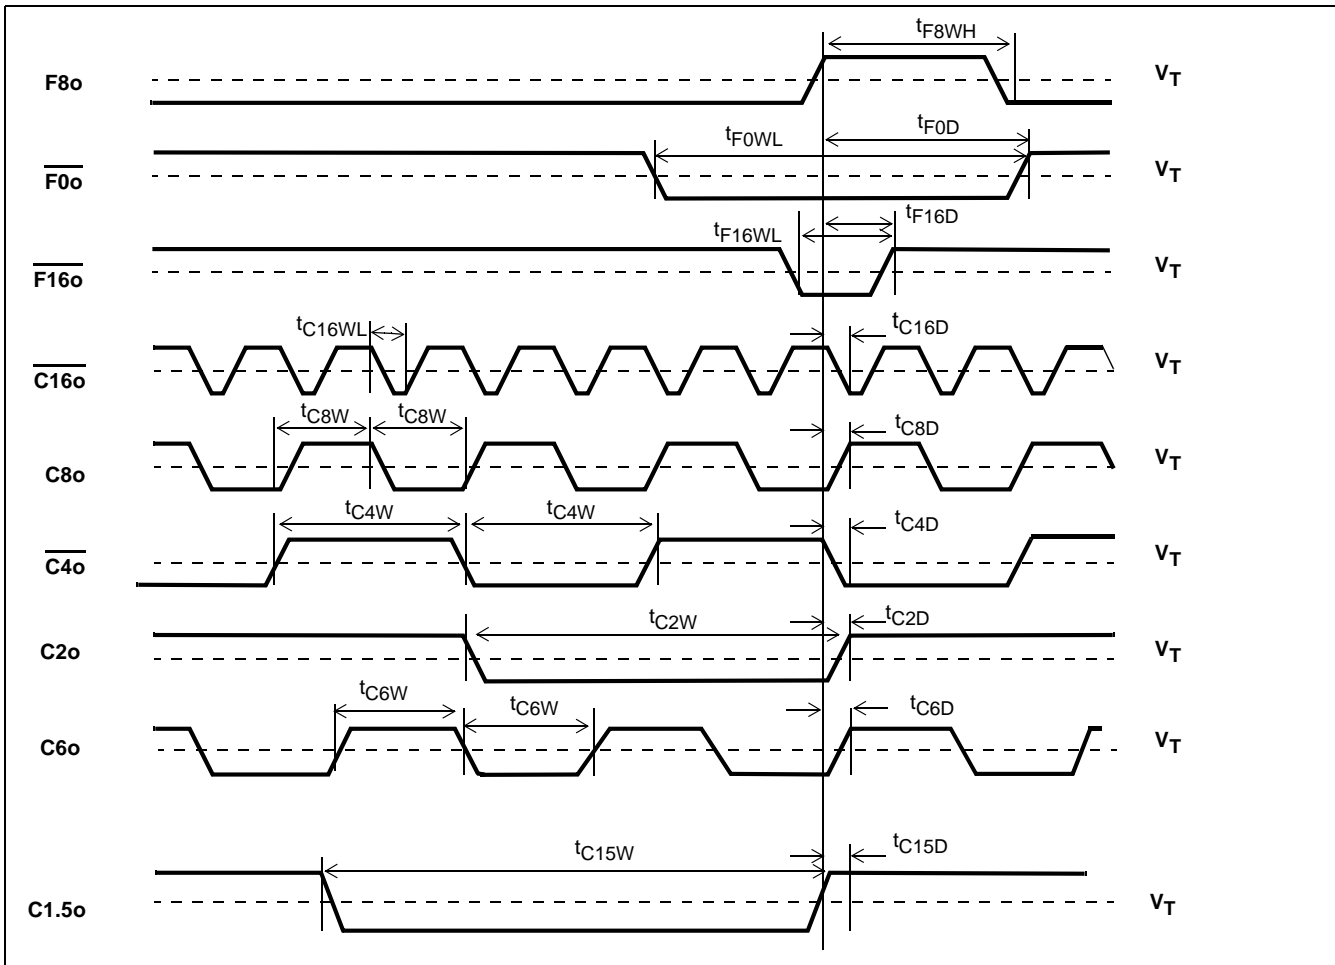 tF8WH
F8o
VT
tF0D
tF0WL
F0o
VT
tF16D
tF16WL
F16o
VT
tC16WL
tC16D
C16o
VT
tC8W
tC8W
tC8D
C8o
VT
tC4W
tC4W
tC4D
C4o
VT
tC2W
tC2D
C2o
VT
tC6W
tC6W
tC6D
C6o
VT
tC15W
tC15D
C1.5o
VT